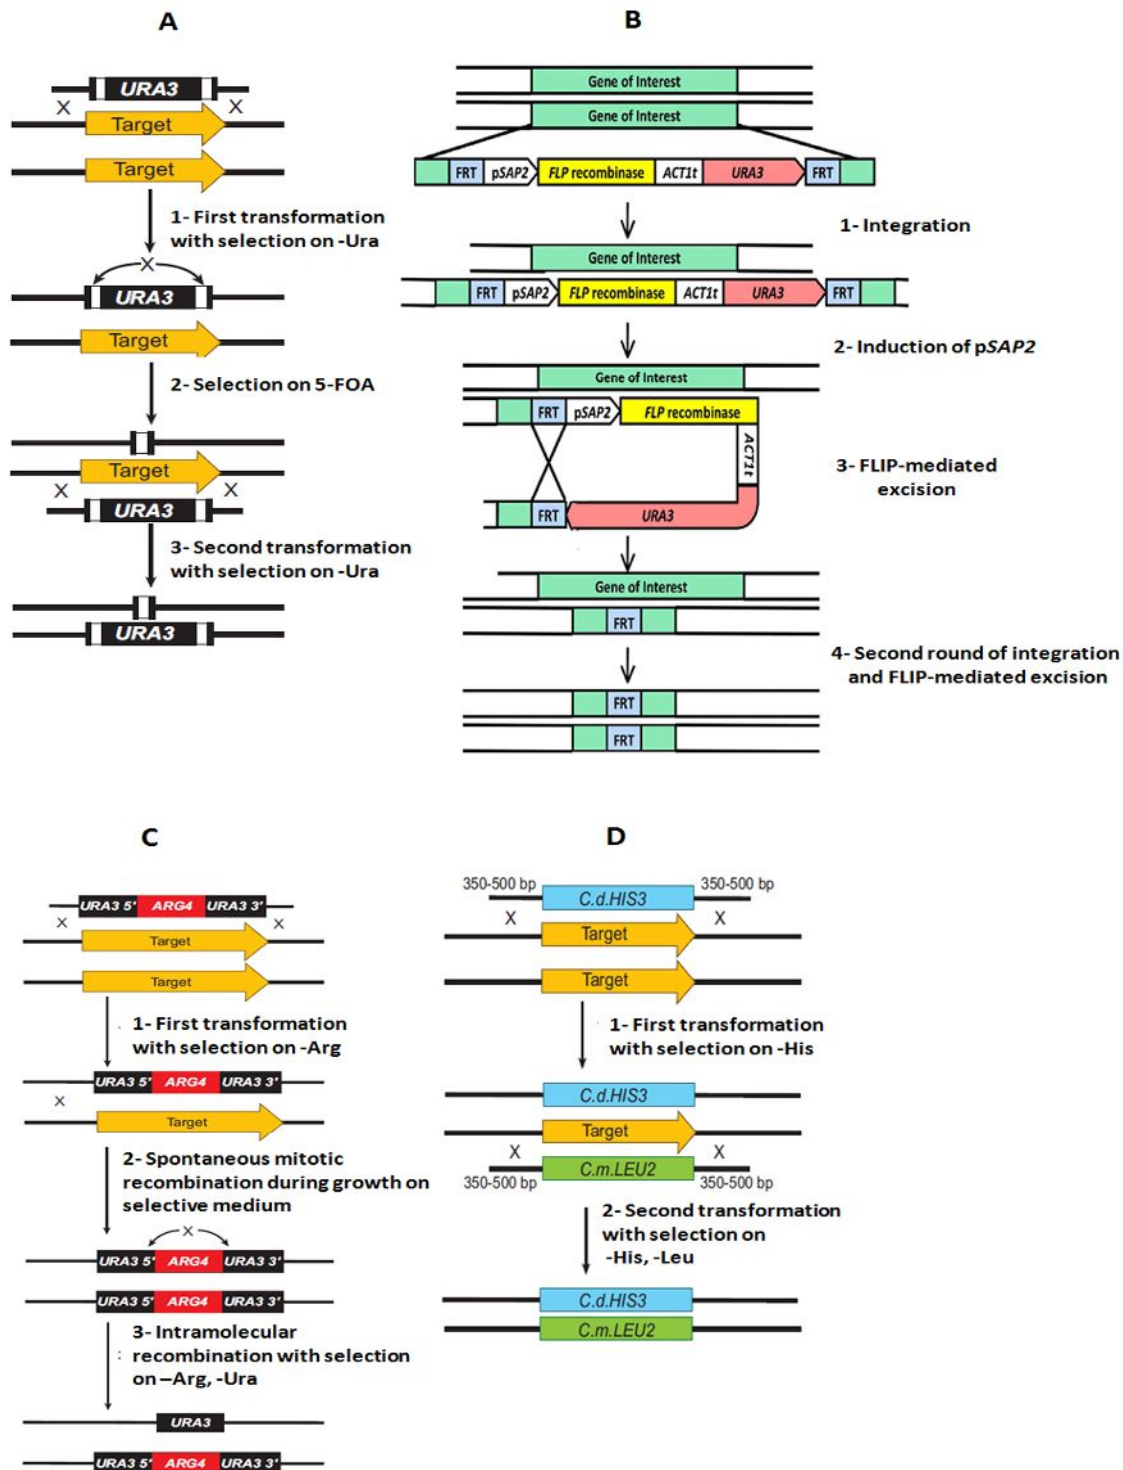 A
URA3
X
X
Target
Target
1- First transformation
with selection on -Ura
X
URA3
Target
2- Selection on 5-FOA
Target
X
X
URA3
3- Second transformation
with selection on -Ura
URA3
B
Gene of Interest
Gene of Interest
FRT pSAP2 FLP recombinase ACT1t URA3 FRT
1- Integration
Gene of Interest
FRT pSAP2 FLP recombinase ACT1t URA3 FRT
2- Induction of pSAP2
Gene of Interest
FRT pSAP2 FLP recombinase
ACT1t
3- FLIP-mediated
excision
FRT URA3
Gene of Interest
FRT
4- Second round of integration
and FLIP-mediated excision
FRT
FRT
C
URA3 5' ARG4 URA3 3'
X
X
Target
Target
1- First transformation
with selection on -Arg
URA3 5' ARG4 URA3 3'
X
Target
2- Spontaneous mitotic
recombination during growth on
selective medium
X
URA3 5' ARG4 URA3 3'
URA3 5' ARG4 URA3 3'
3- Intramolecular
recombination with selection
on –Arg, -Ura
URA3
URA3 5' ARG4 URA3 3'
D
350-500 bp C.d.HIS3 350-500 bp
X
X
Target
Target
1- First transformation
with selection on -His
C.d.HIS3
Target
X
X
350-500 bp C.m.LEU2 350-500 bp
2- Second transformation
with selection on
-His, -Leu
C.d.HIS3
C.m.LEU2